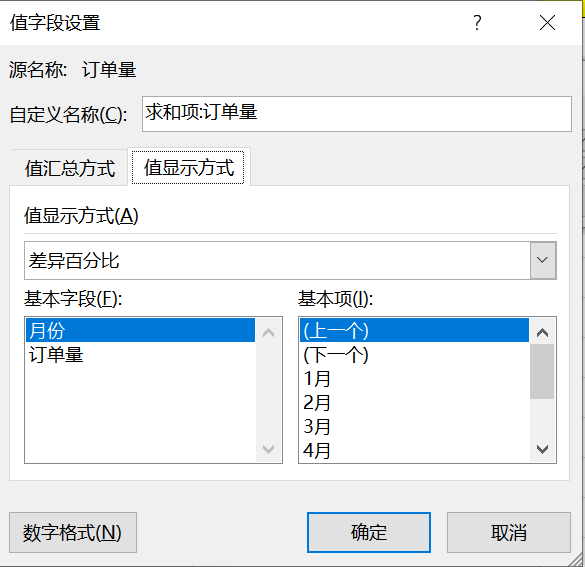 值字段设置
?
源名称: 订单量
自定义名称(C):
求和项:订单量
值汇总方式
值显示方式
值显示方式(A)
差异百分比
基本字段(F):
月份
订单量
基本项(I):
(上一个)
(下一个)
1月
2月
3月
4月
数字格式(N)
确定
取消